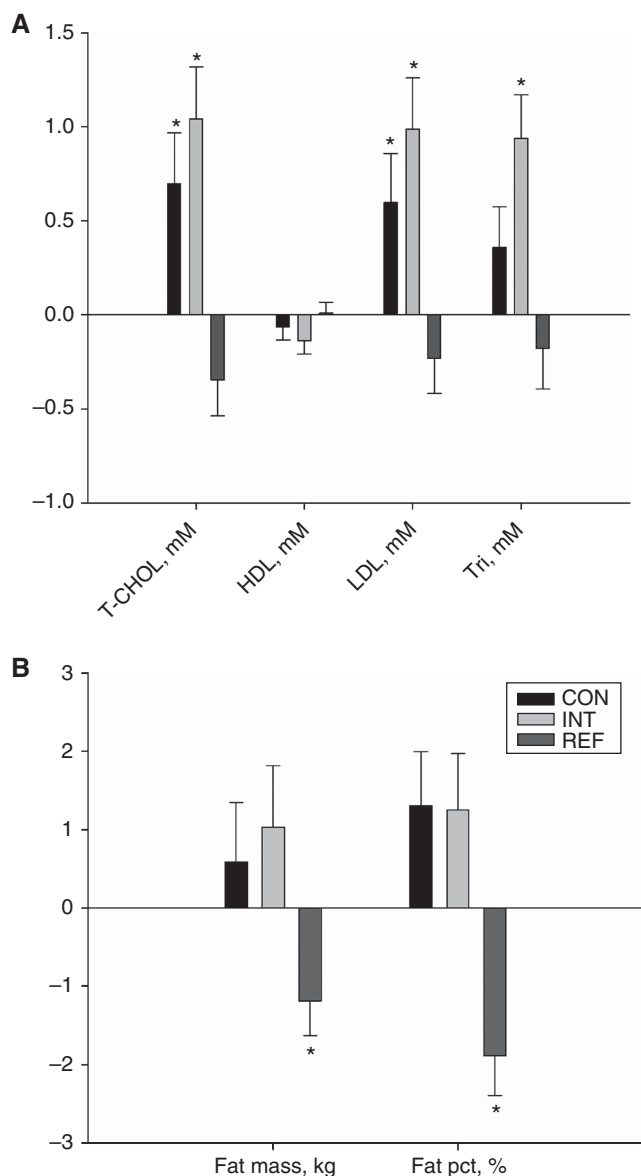 A
1.5
*
*
*
*
*
1.0
0.5
0.0
–0.5
–1.0
T-CHOL, mM
HDL, mM
LDL, mM
Tri, mM
B
3
CON
INT
REF
2
1
0
–1
*
–2
*
–3
Fat mass, kg
Fat pct, %